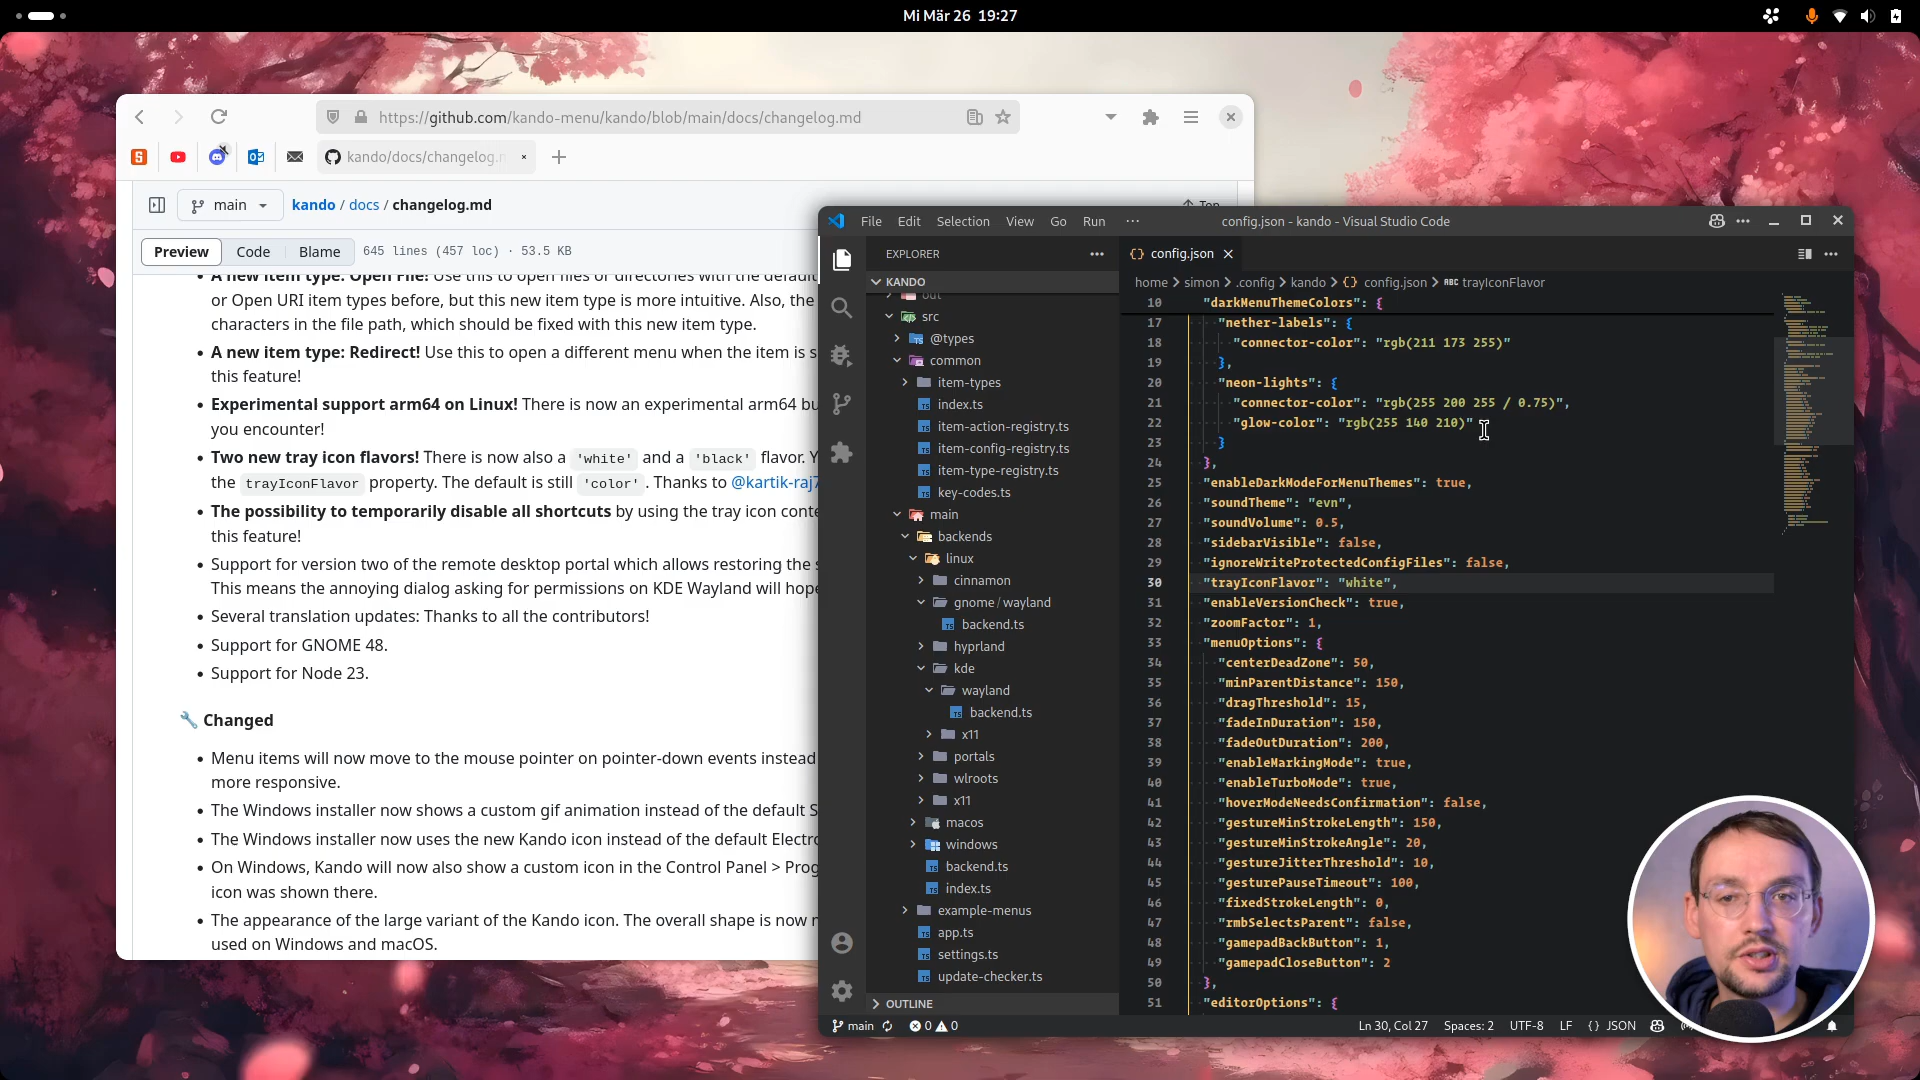 Mi Mär 26 19:27
https://github.com/kando-menu/kando/blob/main/docs/changelog.md
kando/docs/changelog.m
main
kando / docs / changelog.md
Top
Preview
Code
Blame
645 lines (457 loc) · 53.5 KB
A new item type: Open File! Use this to open files or directories with the default
or Open URI item types before, but this new item type is more intuitive. Also, the
characters in the file path, which should be fixed with this new item type.
A new item type: Redirect! Use this to open a different menu when the item is s
this feature!
Experimental support arm64 on Linux! There is now an experimental arm64 bu
you encounter!
Two new tray icon flavors! There is now also a 'white' and a 'black' flavor. Y
the trayIconFlavor property. The default is still 'color'. Thanks to @kartik-raj7
The possibility to temporarily disable all shortcuts by using the tray icon conte
this feature!
Support for version two of the remote desktop portal which allows restoring the s
This means the annoying dialog asking for permissions on KDE Wayland will hope
Several translation updates: Thanks to all the contributors!
Support for GNOME 48.
Support for Node 23.
🔧 Changed
Menu items will now move to the mouse pointer on pointer-down events instead
more responsive.
The Windows installer now shows a custom gif animation instead of the default S
The Windows installer now uses the new Kando icon instead of the default Electro
On Windows, Kando will now also show a custom icon in the Control Panel > Prog
icon was shown there.
The appearance of the large variant of the Kando icon. The overall shape is now r
used on Windows and macOS.
File Edit Selection View Go Run ···
config.json - kando - Visual Studio Code
EXPLORER
KANDO
out
src
@types
common
item-types
index.ts
item-action-registry.ts
item-config-registry.ts
item-type-registry.ts
key-codes.ts
main
backends
linux
cinnamon
gnome/wayland
backend.ts
hyprland
kde
wayland
backend.ts
x11
portals
wlroots
x11
macos
windows
backend.ts
index.ts
example-menus
app.ts
settings.ts
update-checker.ts
OUTLINE
{} config.json
home > simon > .config > kando > {} config.json > trayIconFlavor
10 "darkMenuThemeColors": {
17 "nether-labels": {
18 "connector-color": "rgb(211 173 255)"
19 },
20 "neon-lights": {
21 "connector-color": "rgb(255 200 255 / 0.75)",
22 "glow-color": "rgb(255 140 210)"
23 }
24 },
25 "enableDarkModeForMenuThemes": true,
26 "soundTheme": "evn",
27 "soundVolume": 0.5,
28 "sidebarVisible": false,
29 "ignoreWriteProtectedConfigFiles": false,
30 "trayIconFlavor": "white",
31 "enableVersionCheck": true,
32 "zoomFactor": 1,
33 "menuOptions": {
34 "centerDeadZone": 50,
35 "minParentDistance": 150,
36 "dragThreshold": 15,
37 "fadeInDuration": 150,
38 "fadeOutDuration": 200,
39 "enableMarkingMode": true,
40 "enableTurboMode": true,
41 "hoverModeNeedsConfirmation": false,
42 "gestureMinStrokeLength": 150,
43 "gestureMinStrokeAngle": 20,
44 "gestureJitterThreshold": 10,
45 "gesturePauseTimeout": 100,
46 "fixedStrokeLength": 0,
47 "rmbSelectsParent": false,
48 "gamepadBackButton": 1,
49 "gamepadCloseButton": 2
50 },
51 "editorOptions": {
main
0 0
Ln 30, Col 27
Spaces: 2
UTF-8
LF
{} JSON